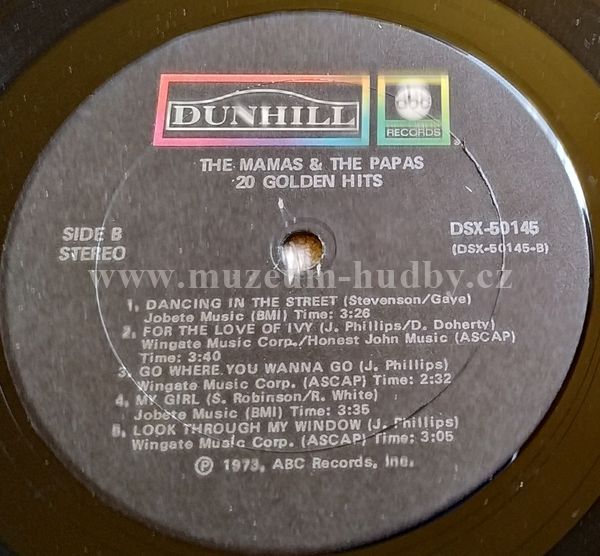 DUNHILL
abc
RECORDS
THE MAMAS & THE PAPAS
20 GOLDEN HITS
SIDE B
STEREO
DSX-50145
(DSX-50145-B)
www.muzeum-hudby.cz
1. DANCING IN THE STREET (Stevenson/Gaye)
Jobete Music (BMI) Time: 3:26
2. FOR THE LOVE OF IVY (J. Phillips/D. Doherty)
Wingate Music Corp./Honest John Music (ASCAP)
Time: 3:40
3. GO WHERE YOU WANNA GO (J. Phillips)
Wingate Music Corp. (ASCAP) Time: 2:32
4. MY GIRL (S. Robinson/R. White)
Jobete Music (BMI) Time: 3:35
5. LOOK THROUGH MY WINDOW (J. Phillips)
Wingate Music Corp. (ASCAP) Time: 3:05
℗ 1973, ABC Records, Inc.